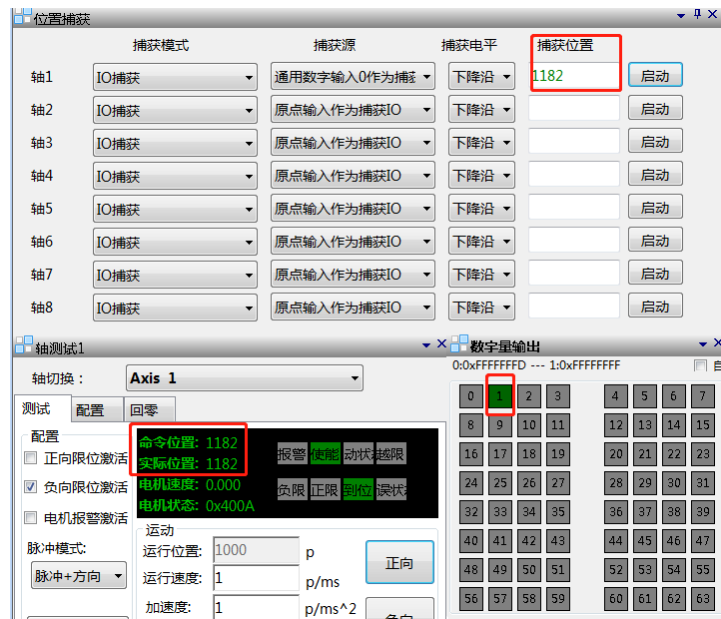 位置捕获
捕获模式 捕获源 捕获电平 捕获位置
轴1 IO捕获 通用数字输入0作为捕获 下降沿 1182 启动
轴2 IO捕获 原点输入作为捕获IO 下降沿 启动
轴3 IO捕获 原点输入作为捕获IO 下降沿 启动
轴4 IO捕获 原点输入作为捕获IO 下降沿 启动
轴5 IO捕获 原点输入作为捕获IO 下降沿 启动
轴6 IO捕获 原点输入作为捕获IO 下降沿 启动
轴7 IO捕获 原点输入作为捕获IO 下降沿 启动
轴8 IO捕获 原点输入作为捕获IO 下降沿 启动
轴测试1
轴切换: Axis 1
测试 配置 回零
配置
正向限位激活
负向限位激活
电机报警激活
脉冲模式:
脉冲+方向
命令位置: 1182
实际位置: 1182
电机速度: 0.000
电机状态: 0x400A
报警 使能 动状 越限
负限 正限 到位 误状
运动
运行位置: 1000 p
运行速度: 1 p/ms
加速度: 1 p/ms^2
正向
负向
数字量输出
0:0xFFFFFFFD --- 1:0xFFFFFFFF
0 1 2 3 4 5 6 7
8 9 10 11 12 13 14 15
16 17 18 19 20 21 22 23
24 25 26 27 28 29 30 31
32 33 34 35 36 37 38 39
40 41 42 43 44 45 46 47
48 49 50 51 52 53 54 55
56 57 58 59 60 61 62 63